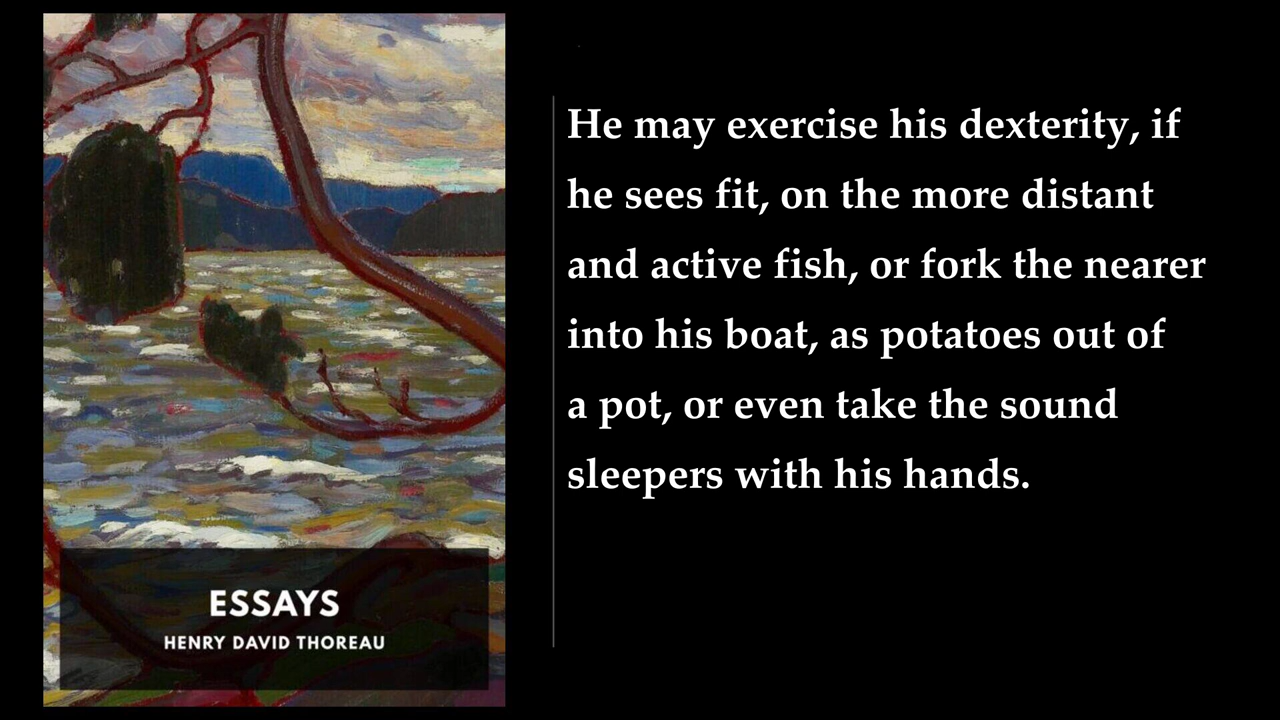 ESSAYS
HENRY DAVID THOREAU
He may exercise his dexterity, if
he sees fit, on the more distant
and active fish, or fork the nearer
into his boat, as potatoes out of
a pot, or even take the sound
sleepers with his hands.